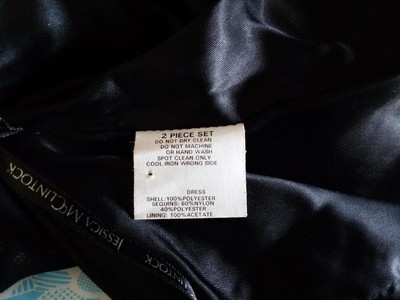 2 PIECE SET
DO NOT DRY CLEAN
DO NOT MACHINE
OR HAND WASH
SPOT CLEAN ONLY
COOL IRON WRONG SIDE
DRESS
SHELL:100%POLYESTER
SEQUINS: 60%NYLON
40%POLYESTER
LINING: 100%ACETATE
JESSICA MCCLINTOCK